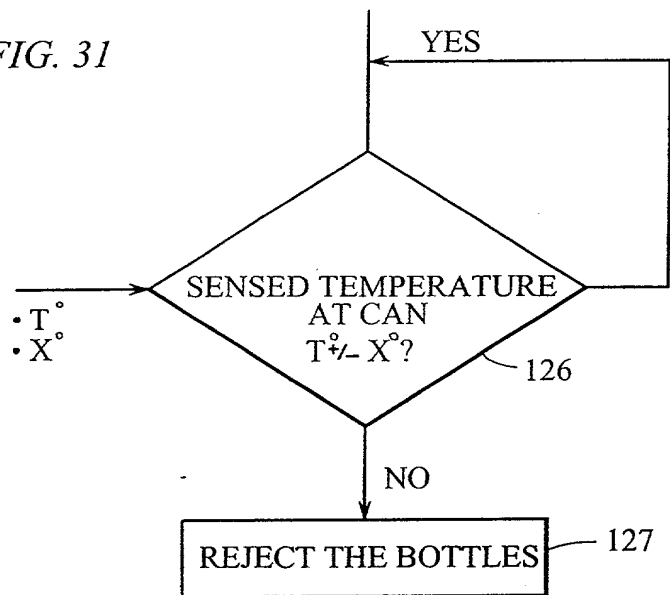 FIG. 31
YES
SENSED TEMPERATURE
AT CAN
T°+/- X°?
• T°
• X°
126
NO
REJECT THE BOTTLES
127